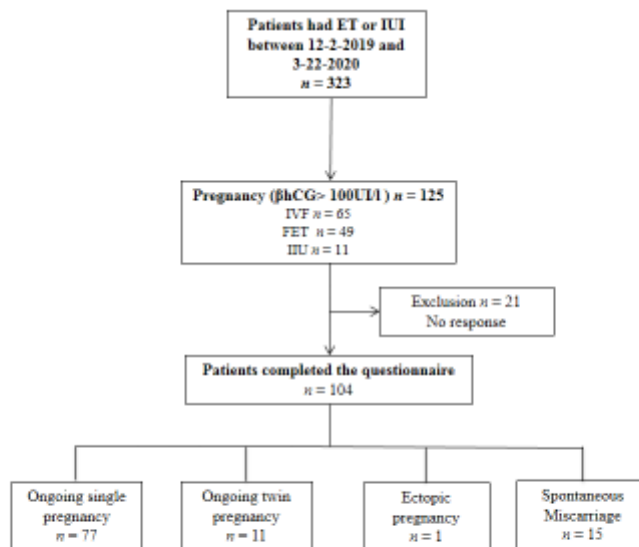 Patients had ET or IUI
between 12-2-2019 and
3-22-2020
n = 323
Pregnancy (βhCG> 100UI/l ) n = 125
IVF n = 65
FET n = 49
IIU n = 11
Exclusion n = 21
No response
Patients completed the questionnaire
n = 104
Ongoing single
pregnancy
n = 77
Ongoing twin
pregnancy
n = 11
Ectopic
pregnancy
n = 1
Spontaneous
Miscarriage
n = 15